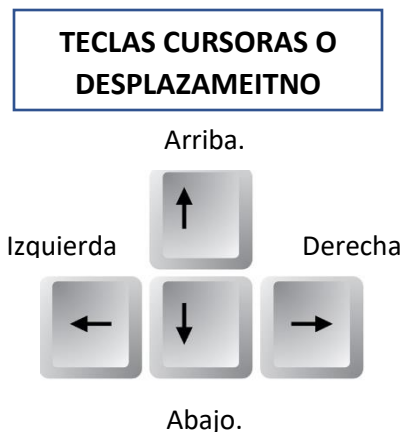 TECLAS CURSORAS O
DESPLAZAMEITNO
Arriba.
Izquierda
Derecha
Abajo.